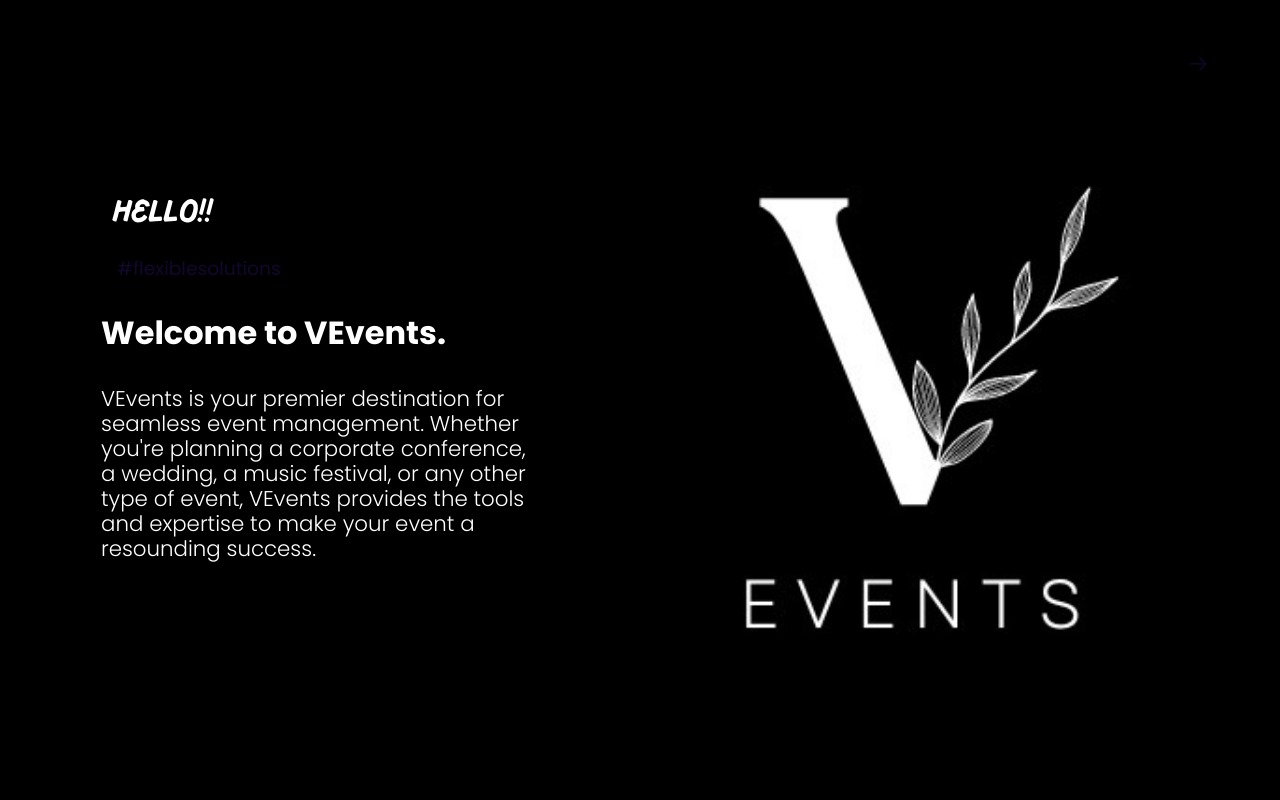 HELLO!!
#flexiblesolutions
Welcome to VEvents.
VEvents is your premier destination for
seamless event management. Whether
you're planning a corporate conference,
a wedding, a music festival, or any other
type of event, VEvents provides the tools
and expertise to make your event a
resounding success.
V
EVENTS